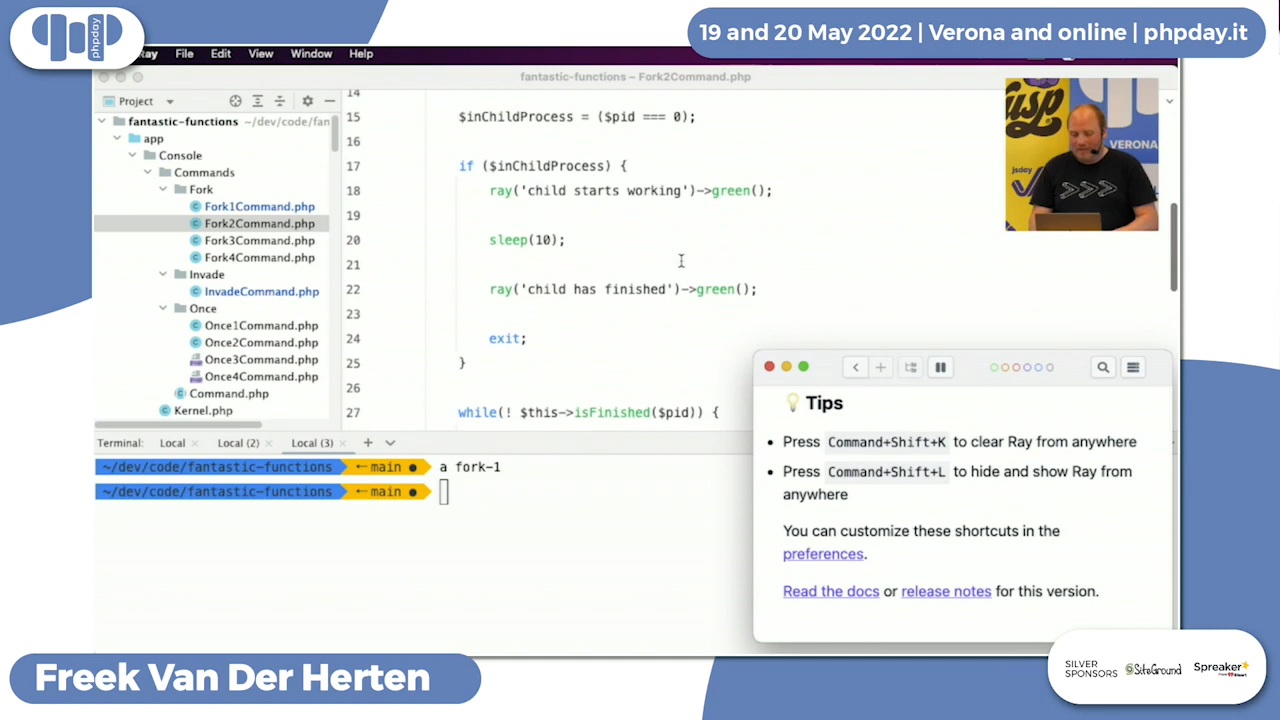 phpday
19 and 20 May 2022 | Verona and online | phpday.it
Ray File Edit View Window Help
fantastic-functions – Fork2Command.php
Project
fantastic-functions ~/dev/code/fan
app
Console
Commands
Fork
Fork1Command.php
Fork2Command.php
Fork3Command.php
Fork4Command.php
Invade
InvadeCommand.php
Once
Once1Command.php
Once2Command.php
Once3Command.php
Once4Command.php
Command.php
Kernel.php
14
15 $inChildProcess = ($pid === 0);
16
17 if ($inChildProcess) {
18 ray('child starts working')->green();
19
20 sleep(10);
21
22 ray('child has finished')->green();
23
24 exit;
25 }
26
27 while(! $this->isFinished($pid)) {
VERONA
jsday
Terminal: Local × Local (2) × Local (3) × +
~/dev/code/fantastic-functions ←main ● a fork-1
~/dev/code/fantastic-functions ←main ●
Tips
• Press Command+Shift+K to clear Ray from anywhere
• Press Command+Shift+L to hide and show Ray from
anywhere
You can customize these shortcuts in the
preferences.
Read the docs or release notes for this version.
Freek Van Der Herten
SILVER
SPONSORS
SiteGround
Spreaker